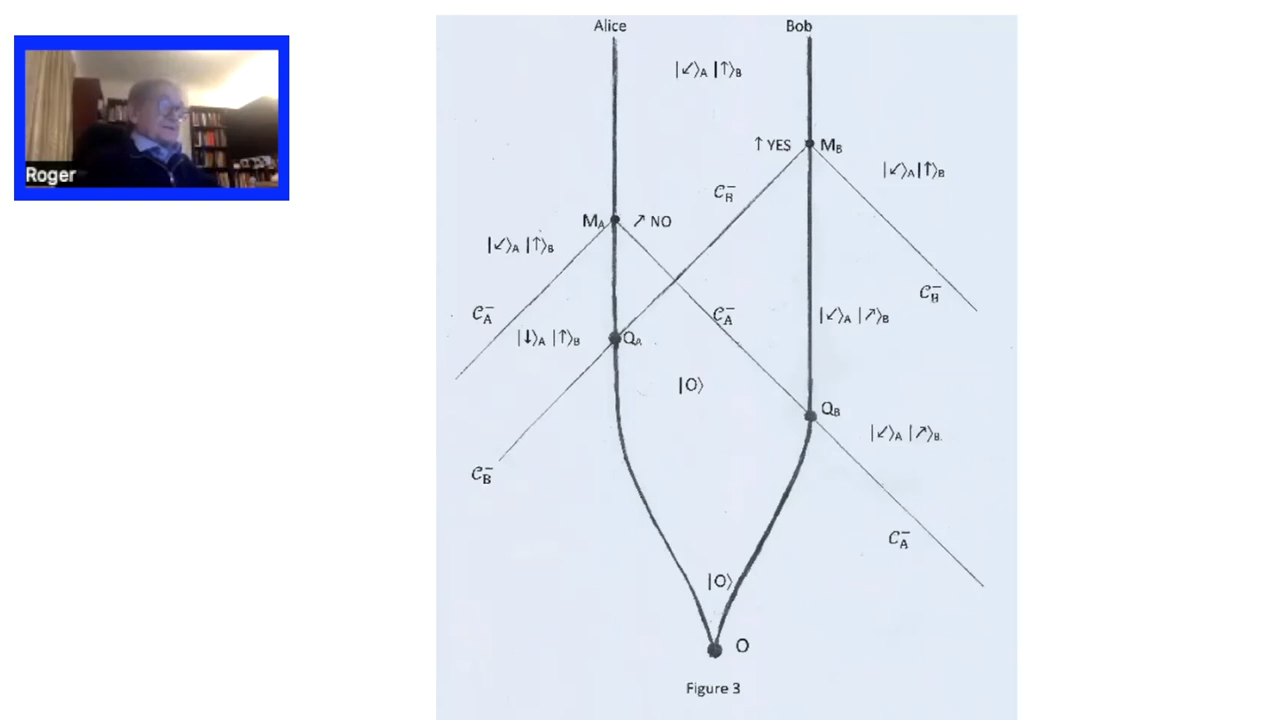 Alice
Bob
|↙⟩A |↑⟩B
↑ YES
MB
|↙⟩A|↑⟩B
Roger
C⁻B
MA
↗ NO
|↙⟩A |↑⟩B
C⁻B
C⁻A
C⁻A
|↙⟩A |↗⟩B
|↓⟩A |↑⟩B
QA
|O⟩
QB
|↙⟩A |↗⟩B.
C⁻B
C⁻A
|O⟩
O
Figure 3